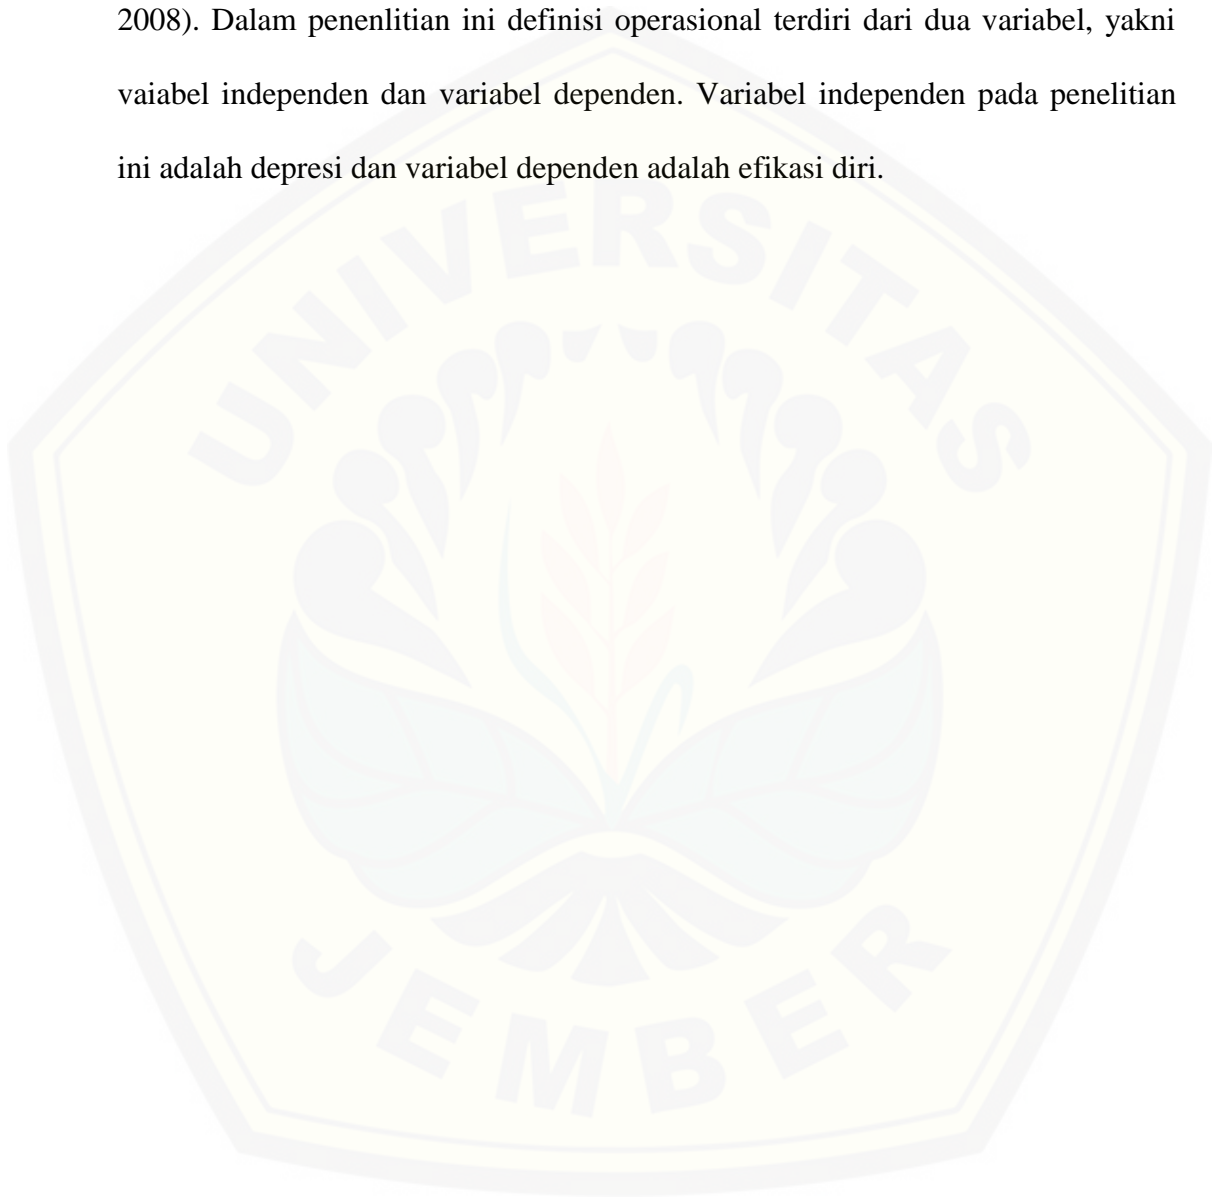 2008). Dalam penenlitian ini definisi operasional terdiri dari dua variabel, yakni
vaiabel independen dan variabel dependen. Variabel independen pada penelitian
ini adalah depresi dan variabel dependen adalah efikasi diri.
UNIVERSITAS
JEMBER